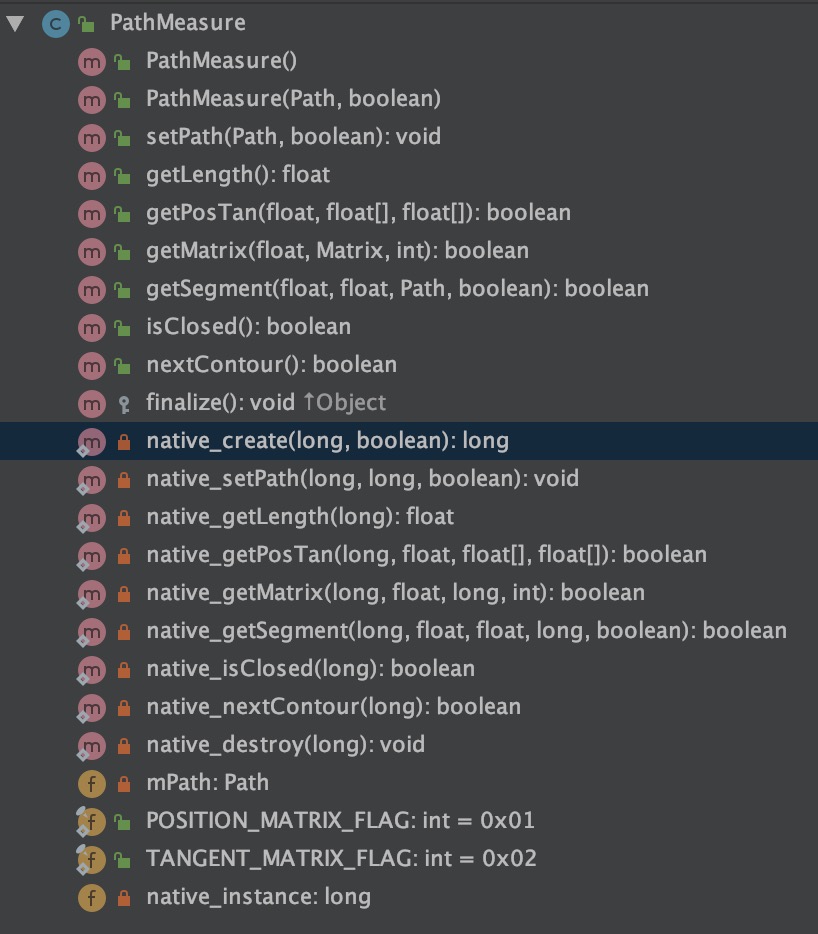 PathMeasure
PathMeasure()
PathMeasure(Path, boolean)
setPath(Path, boolean): void
getLength(): float
getPosTan(float, float[], float[]): boolean
getMatrix(float, Matrix, int): boolean
getSegment(float, float, Path, boolean): boolean
isClosed(): boolean
nextContour(): boolean
finalize(): void ↑Object
native_create(long, boolean): long
native_setPath(long, long, boolean): void
native_getLength(long): float
native_getPosTan(long, float, float[], float[]): boolean
native_getMatrix(long, float, long, int): boolean
native_getSegment(long, float, float, long, boolean): boolean
native_isClosed(long): boolean
native_nextContour(long): boolean
native_destroy(long): void
mPath: Path
POSITION_MATRIX_FLAG: int = 0x01
TANGENT_MATRIX_FLAG: int = 0x02
native_instance: long